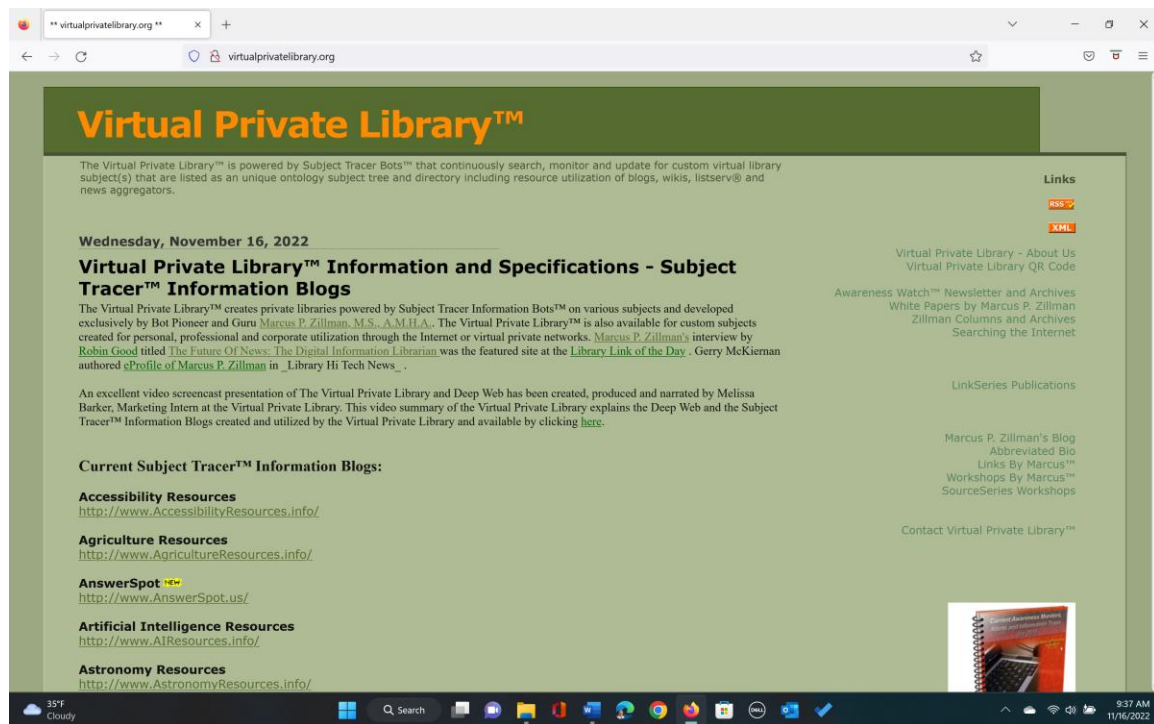 ** virtualprivatelibrary.org **
virtualprivatelibrary.org
Virtual Private Library™
The Virtual Private Library™ is powered by Subject Tracer Bots™ that continuously search, monitor and update for custom virtual library
subject(s) that are listed as an unique ontology subject tree and directory including resource utilization of blogs, wikis, listserv® and
news aggregators.
Wednesday, November 16, 2022
Virtual Private Library™ Information and Specifications - Subject
Tracer™ Information Blogs
The Virtual Private Library™ creates private libraries powered by Subject Tracer Information Bots™ on various subjects and developed
exclusively by Bot Pioneer and Guru Marcus P. Zillman, M.S., A.M.H.A.. The Virtual Private Library™ is also available for custom subjects
created for personal, professional and corporate utilization through the Internet or virtual private networks. Marcus P. Zillman's interview by
Robin Good titled The Future Of News: The Digital Information Librarian was the featured site at the Library Link of the Day . Gerry McKiernan
authored eProfile of Marcus P. Zillman in _Library Hi Tech News_ .
An excellent video screencast presentation of The Virtual Private Library and Deep Web has been created, produced and narrated by Melissa
Barker, Marketing Intern at the Virtual Private Library. This video summary of the Virtual Private Library explains the Deep Web and the Subject
Tracer™ Information Blogs created and utilized by the Virtual Private Library and available by clicking here.
Current Subject Tracer™ Information Blogs:
Accessibility Resources
http://www.AccessibilityResources.info/
Agriculture Resources
http://www.AgricultureResources.info/
AnswerSpot NEW
http://www.AnswerSpot.us/
Artificial Intelligence Resources
http://www.AIResources.info/
Astronomy Resources
http://www.AstronomyResources.info/
Links
RSS
XML
Virtual Private Library - About Us
Virtual Private Library QR Code
Awareness Watch™ Newsletter and Archives
White Papers by Marcus P. Zillman
Zillman Columns and Archives
Searching the Internet
LinkSeries Publications
Marcus P. Zillman's Blog
Abbreviated Bio
Links By Marcus™
Workshops By Marcus™
SourceSeries Workshops
Contact Virtual Private Library™
Current Awareness Monitors
35°F
Cloudy
Search
DELL
9:37 AM
11/16/2022